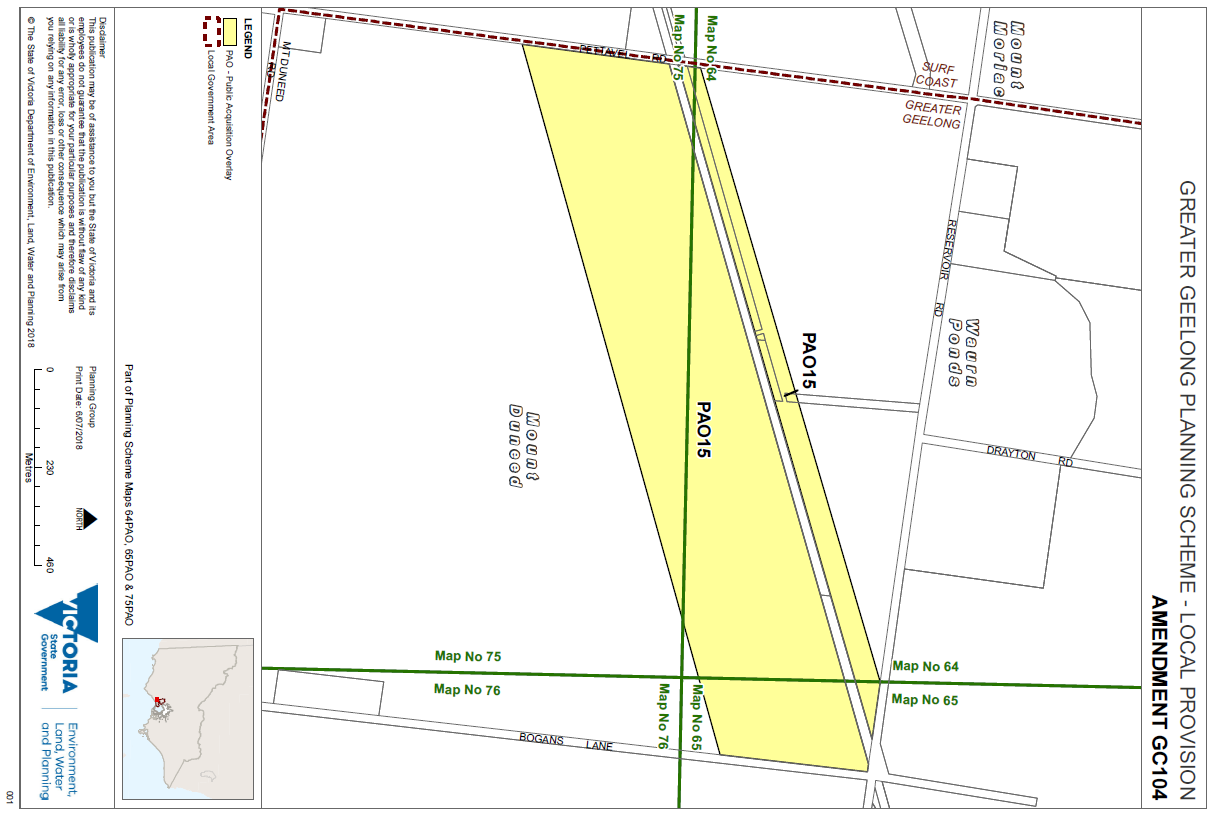 GREATER GEELONG PLANNING SCHEME - LOCAL PROVISION
AMENDMENT GC104
Mount
Moriac
SURF
COAST
GREATER
GEELONG
Map No 64
Map No 75
PETTAVEL RD
MT DUNEED
RD
RESERVOIR RD
Waurn
Ponds
PAO15
PAO15
DRAYTON RD
Mount
Duneed
Map No 75
Map No 76
Map No 64
Map No 65
Map No 65
Map No 76
BOGANS LANE
LEGEND
PAO - Public Acquisition Overlay
Local Government Area
Part of Planning Scheme Maps 64PAO, 65PAO & 75PAO
Disclaimer
This publication may be of assistance to you but the State of Victoria and its
employees do not guarantee that the publication is without flaw of any kind
or is wholly appropriate for your particular purposes and therefore disclaims
all liability for any error, loss or other consequence which may arise from
you relying on any information in this publication.
© The State of Victoria Department of Environment, Land, Water and Planning 2018
Planning Group
Print Date: 6/07/2018
NORTH
0 230 460
Metres
VICTORIA
State
Government
Environment,
Land, Water
and Planning
001